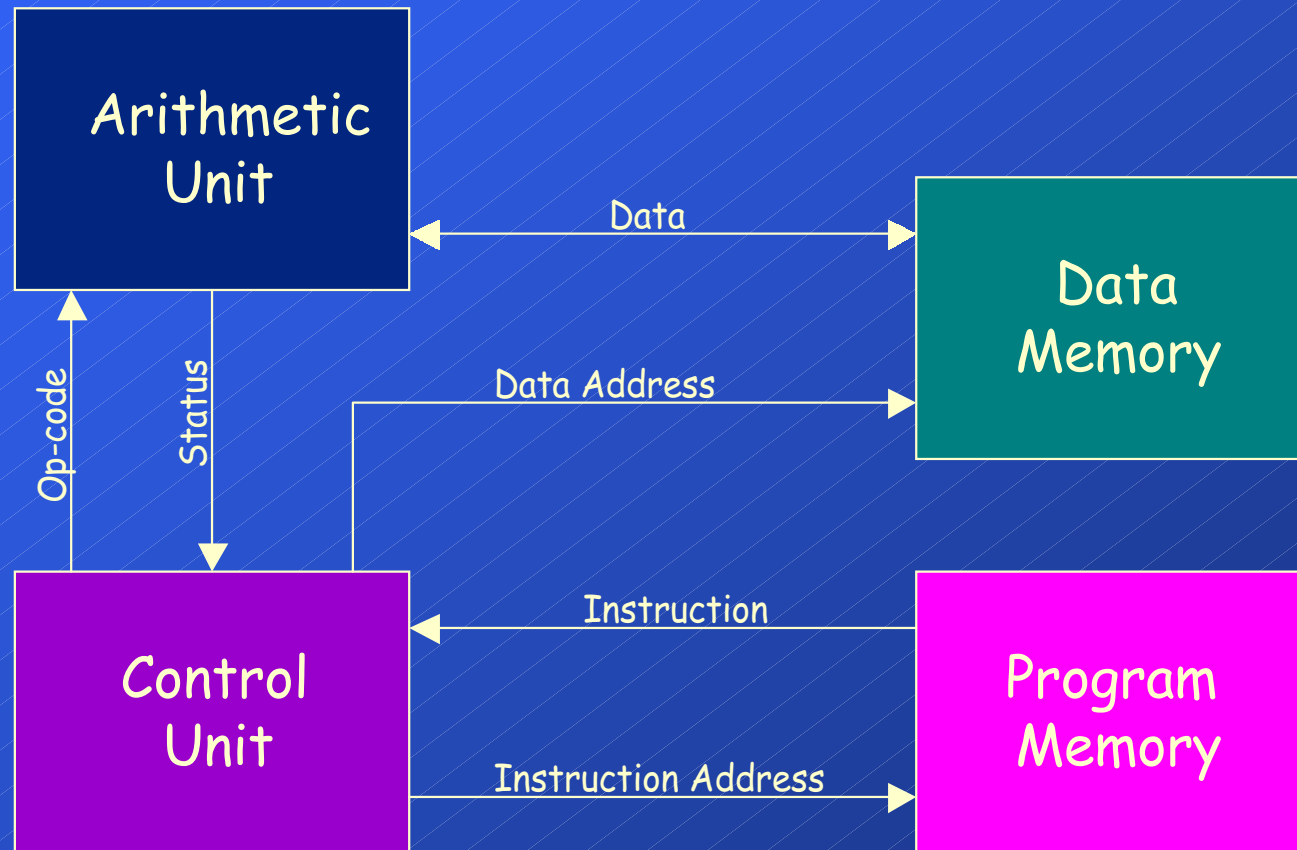 Arithmetic
Unit
Data
Data
Memory
Op-code
Status
Data Address
Instruction
Control
Unit
Program
Memory
Instruction Address